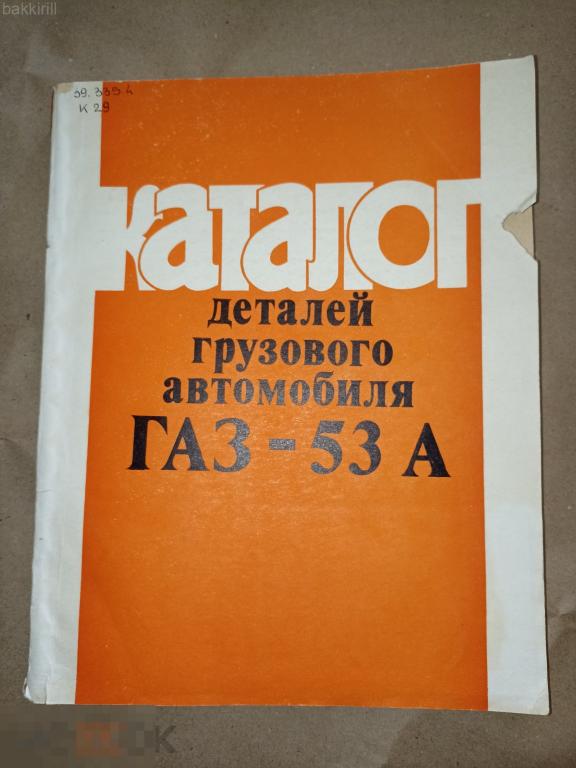 bakkirill
39.335.4
К 29
каталог
деталей
грузового
автомобиля
ГАЗ-53 А